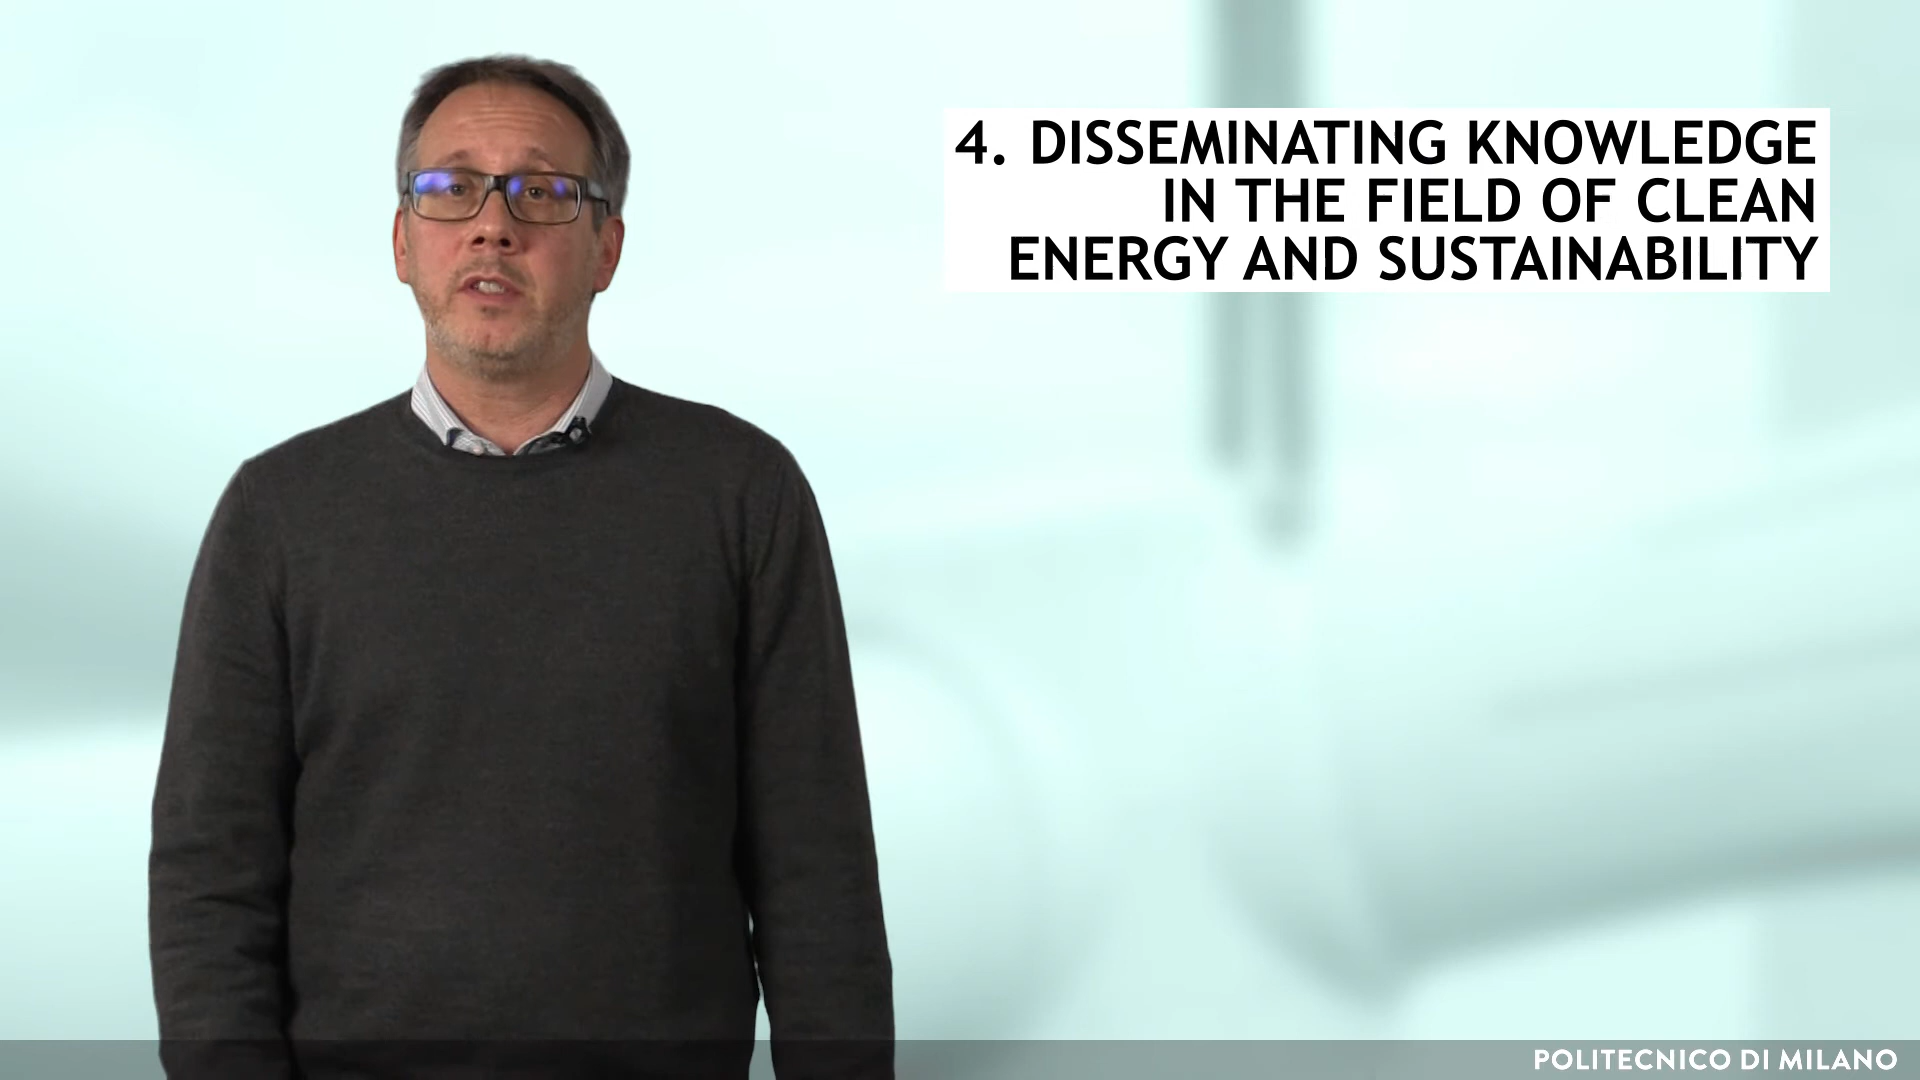 4. DISSEMINATING KNOWLEDGE
IN THE FIELD OF CLEAN
ENERGY AND SUSTAINABILITY
POLITECNICO DI MILANO